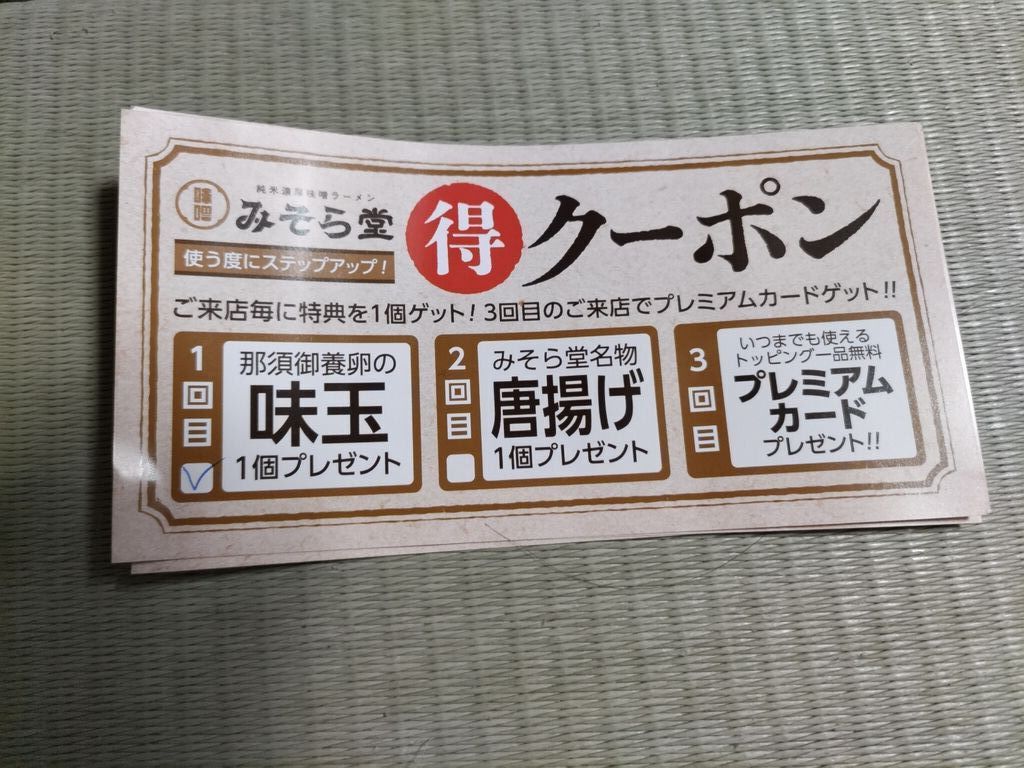 味噌
純米濃厚味噌ラーメン
みそら堂
得 クーポン
使う度にステップアップ!
ご来店毎に特典を1個ゲット!3回目のご来店でプレミアムカードゲット!!
1回目
那須御養卵の
味玉
1個プレゼント
2回目
みそら堂名物
唐揚げ
1個プレゼント
3回目
いつまでも使える
トッピング一品無料
プレミアム
カード
プレゼント!!